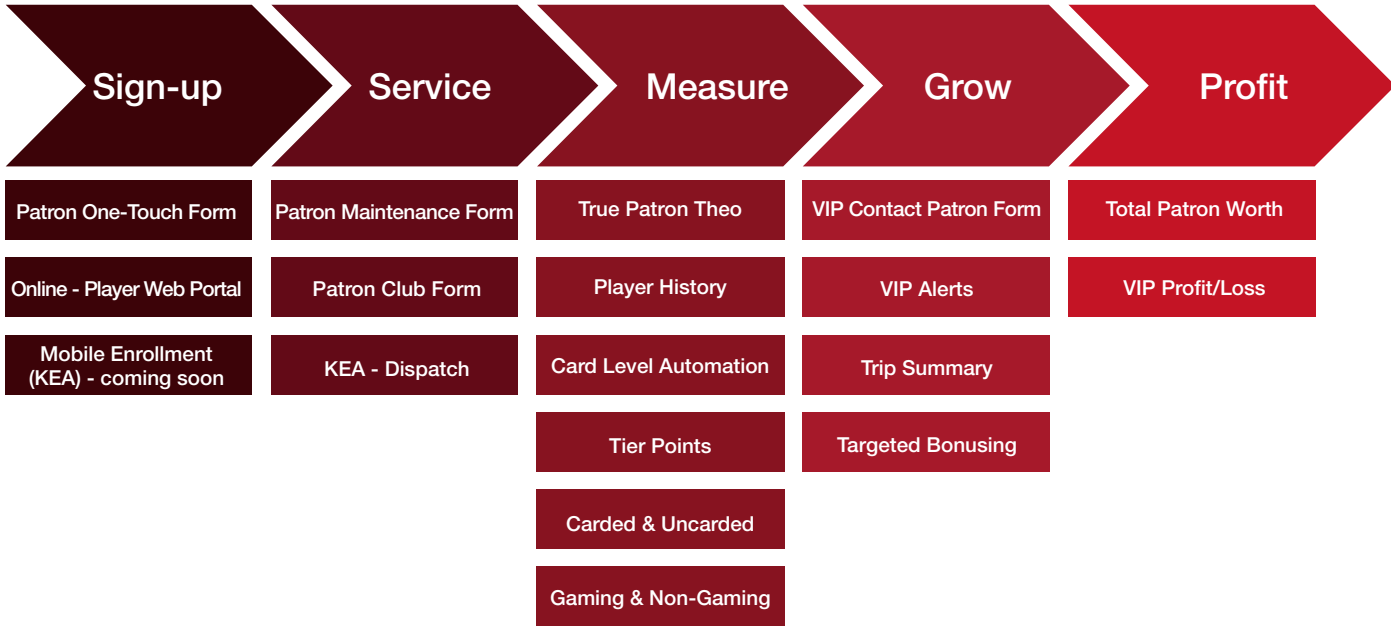 Sign-up
Service
Measure
Grow
Profit
Patron One-Touch Form
Patron Maintenance Form
True Patron Theo
VIP Contact Patron Form
Total Patron Worth
Online - Player Web Portal
Patron Club Form
Player History
VIP Alerts
VIP Profit/Loss
Mobile Enrollment
(KEA) - coming soon
KEA - Dispatch
Card Level Automation
Trip Summary
Tier Points
Targeted Bonusing
Carded & Uncarded
Gaming & Non-Gaming